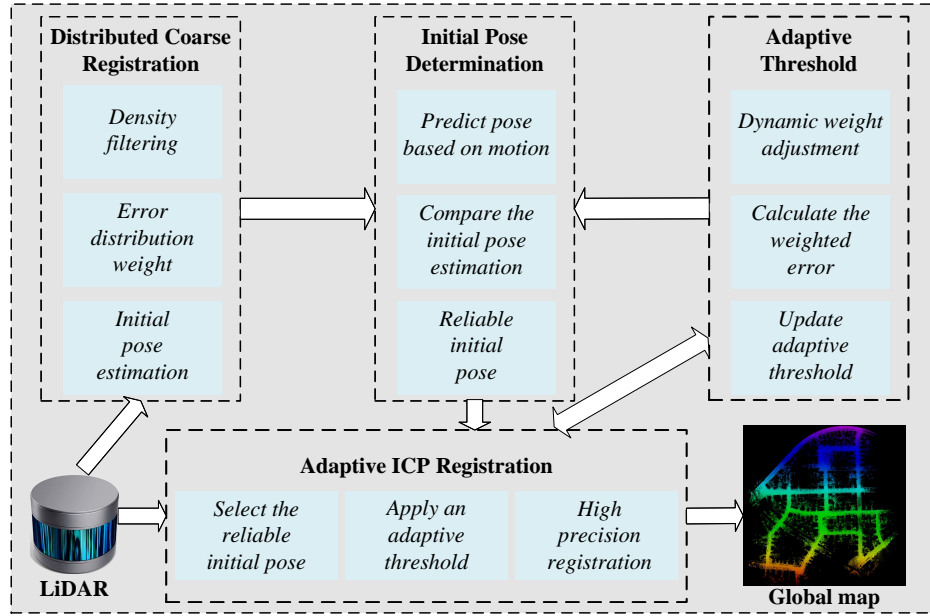 Distributed Coarse
Registration
Density
filtering
Error
distribution
weight
Initial
pose
estimation
Initial Pose
Determination
Predict pose
based on motion
Compare the
initial pose
estimation
Reliable
initial
pose
Adaptive
Threshold
Dynamic weight
adjustment
Calculate the
weighted
error
Update
adaptive
threshold
Adaptive ICP Registration
Select the
reliable
initial pose
Apply an
adaptive
threshold
High
precision
registration
LiDAR
Global map